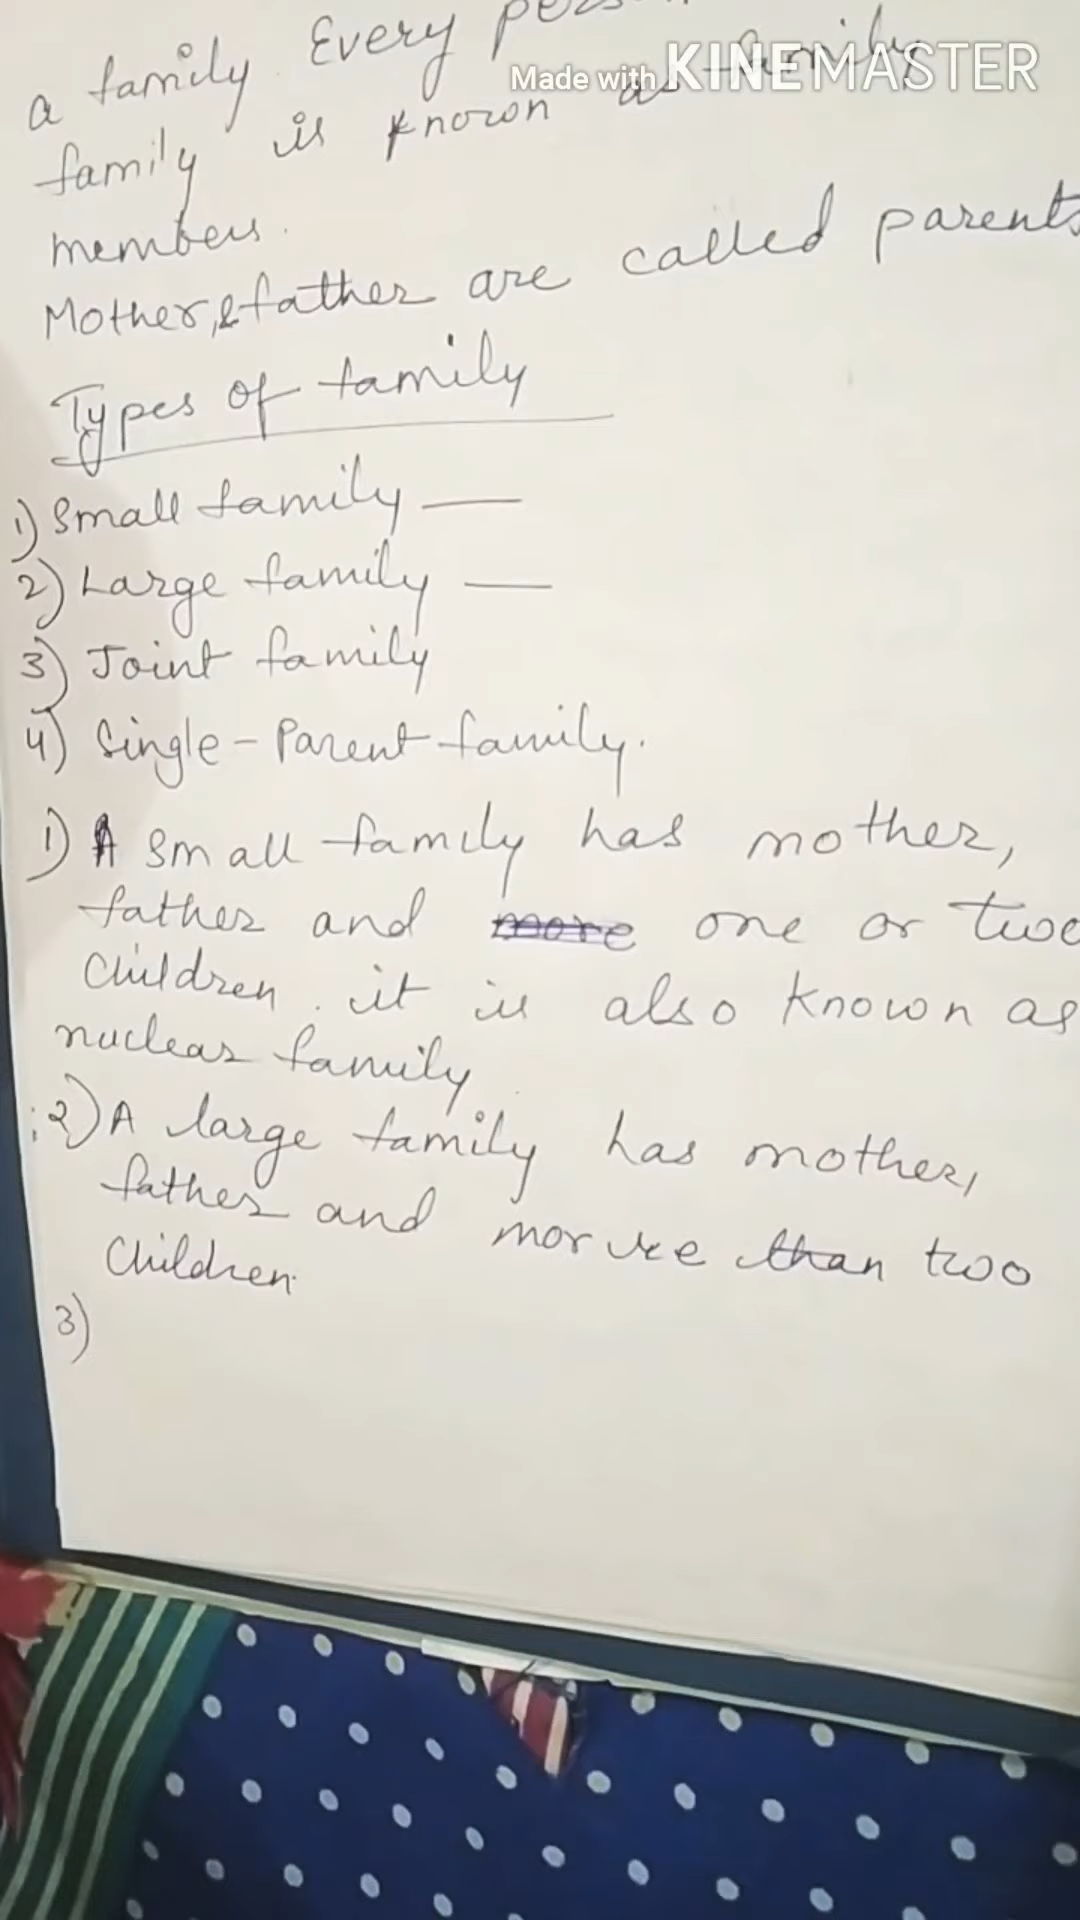 a family Every
Made with KINEMASTER
family is known as family
members.
Mother,& father are called parents
Types of family
1) Small family —
2) Large family —
3) Joint family
4) Single-Parent family.
1) A small family has mother,
father and more one or two
children. it is also known as
nuclear family
2) A large family has mother,
father and more than two
Children.
3)